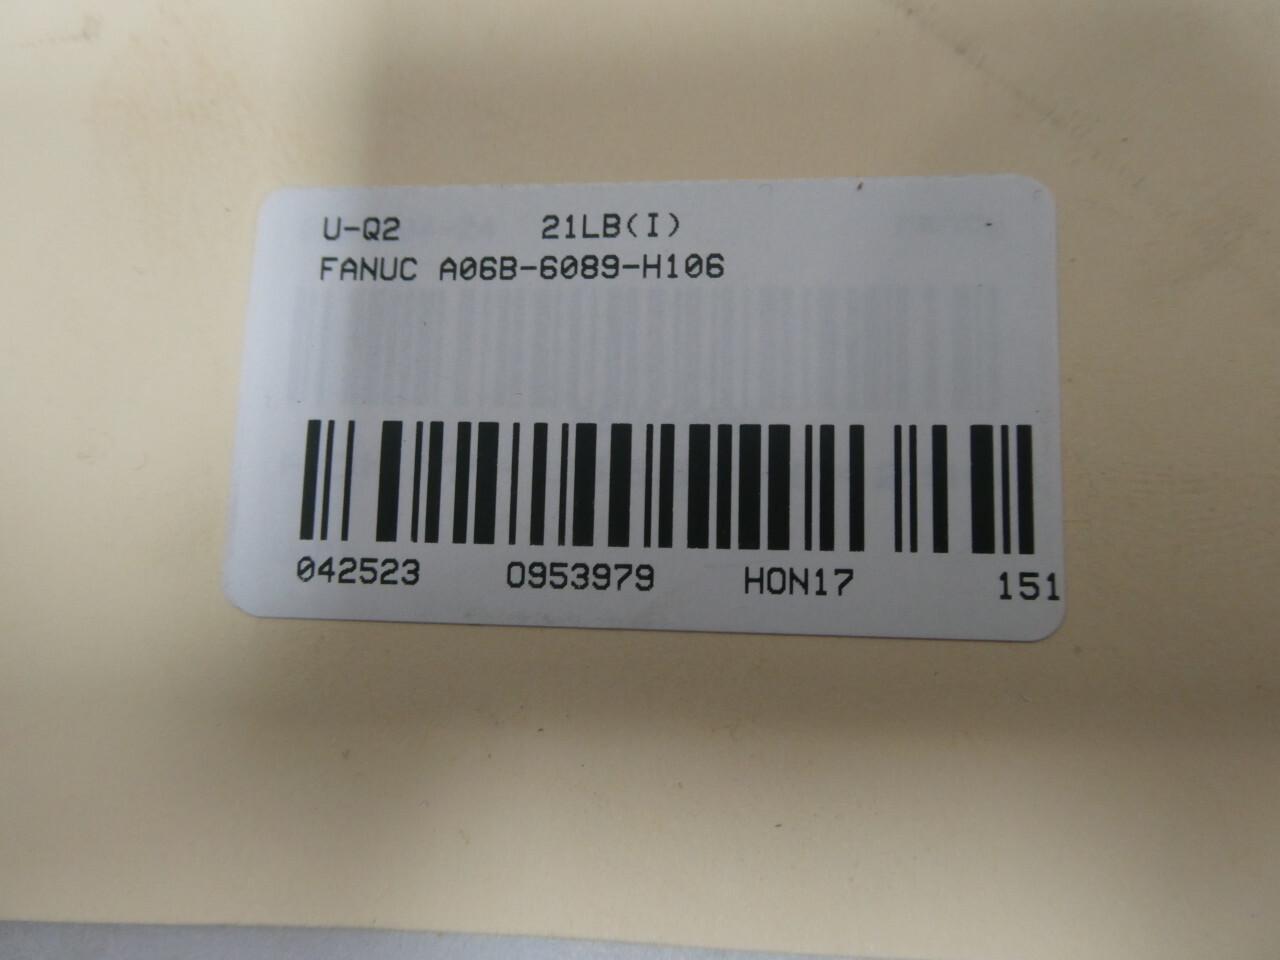 U-Q2 21LB(I)
FANUC A06B-6089-H106
042523 0953979 HON17 151